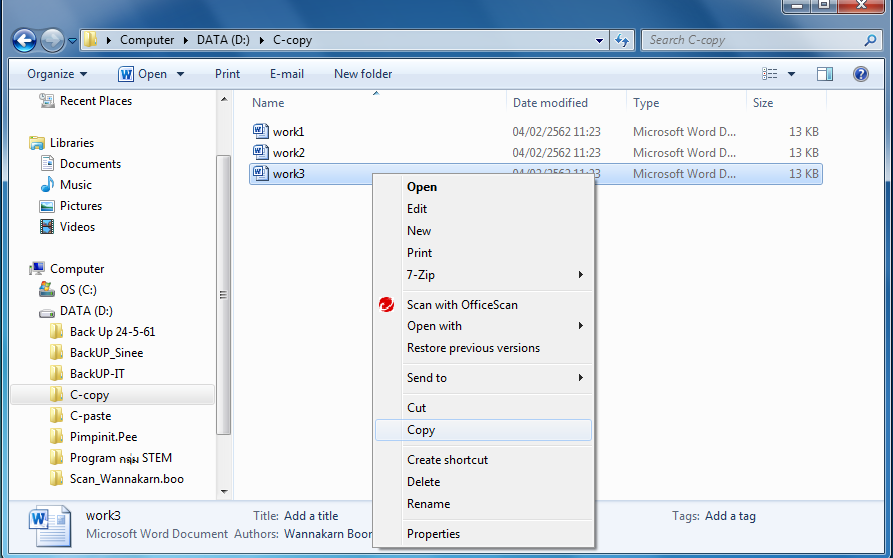 Computer ▸ DATA (D:) ▸ C-copy
Search C-copy
Organize Open Print E-mail New folder
Recent Places
Libraries
Documents
Music
Pictures
Videos
Computer
OS (C:)
DATA (D:)
Back Up 24-5-61
BackUP_Sinee
BackUP-IT
C-copy
C-paste
Pimpinit.Pee
Program กลุ่ม STEM
Scan_Wannakarn.boo
Name Date modified Type Size
work1 04/02/2562 11:23 Microsoft Word D... 13 KB
work2 04/02/2562 11:23 Microsoft Word D... 13 KB
work3 04/02/2562 11:23 Microsoft Word D... 13 KB
Open
Edit
New
Print
7-Zip
Scan with OfficeScan
Open with
Restore previous versions
Send to
Cut
Copy
Create shortcut
Delete
Rename
Properties
work3 Title: Add a title Tags: Add a tag
Microsoft Word Document Authors: Wannakarn Boor